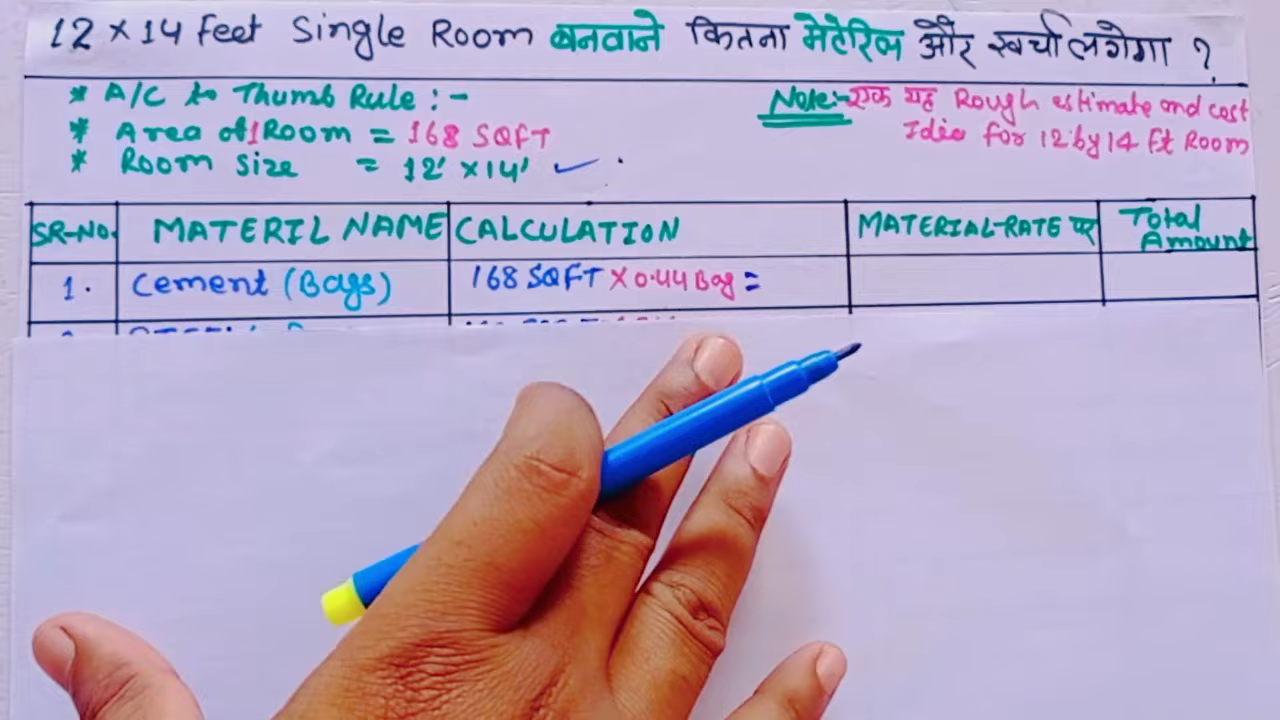 12 × 14 Feet Single Room बनवाने कितना मेटेरिल और खर्चा लगेगा ?
* A/C to Thumb Rule : -
* Area of 1 Room = 168 SQFT
* Room Size = 12' × 14'
Note:- एक यह Rough estimate and cost
Idia for 12 by 14 Ft Room
SR-NO. MATERIL NAME CALCULATION MATERIAL-RATE पर Total Amount
1. Cement (Bags) 168 SQFT × 0.44 Bag =